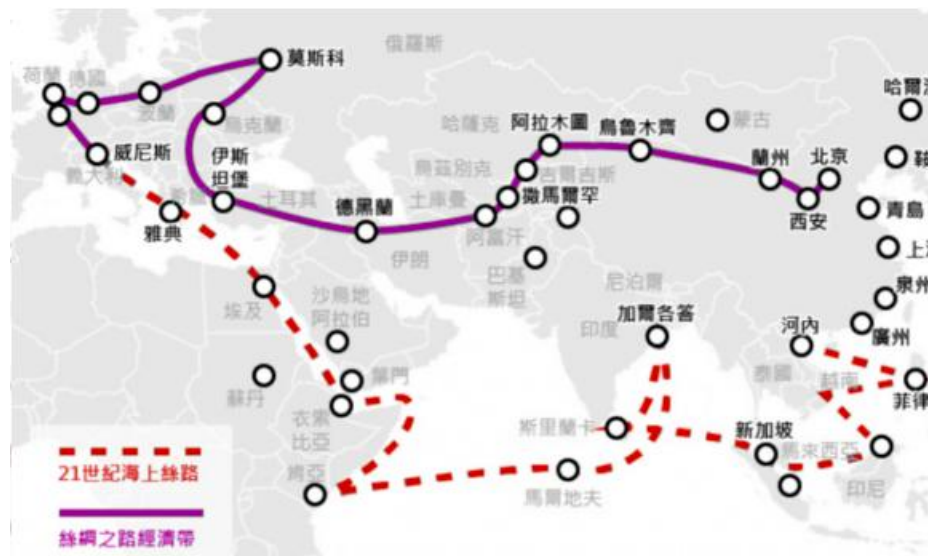 俄羅斯
莫斯科
荷蘭
德國
波蘭
哈爾
烏克蘭
哈薩克
阿拉木圖
烏魯木齊
蒙古
威尼斯
義大利
伊斯
坦堡
烏茲別克
吉爾吉斯
蘭州
北京
鞍
希臘
土耳其
德黑蘭
土庫曼
撒馬爾罕
西安
青島
雅典
阿富汗
伊朗
上
巴基
斯坦
尼泊爾
泉州
埃及
沙烏地
阿拉伯
加爾各答
印度
河內
廣州
泰國
越南
菲律
蘇丹
葉門
衣索
比亞
斯里蘭卡
新加坡
馬來西亞
21世紀海上絲路
肯亞
馬爾地夫
印尼
絲綢之路經濟帶